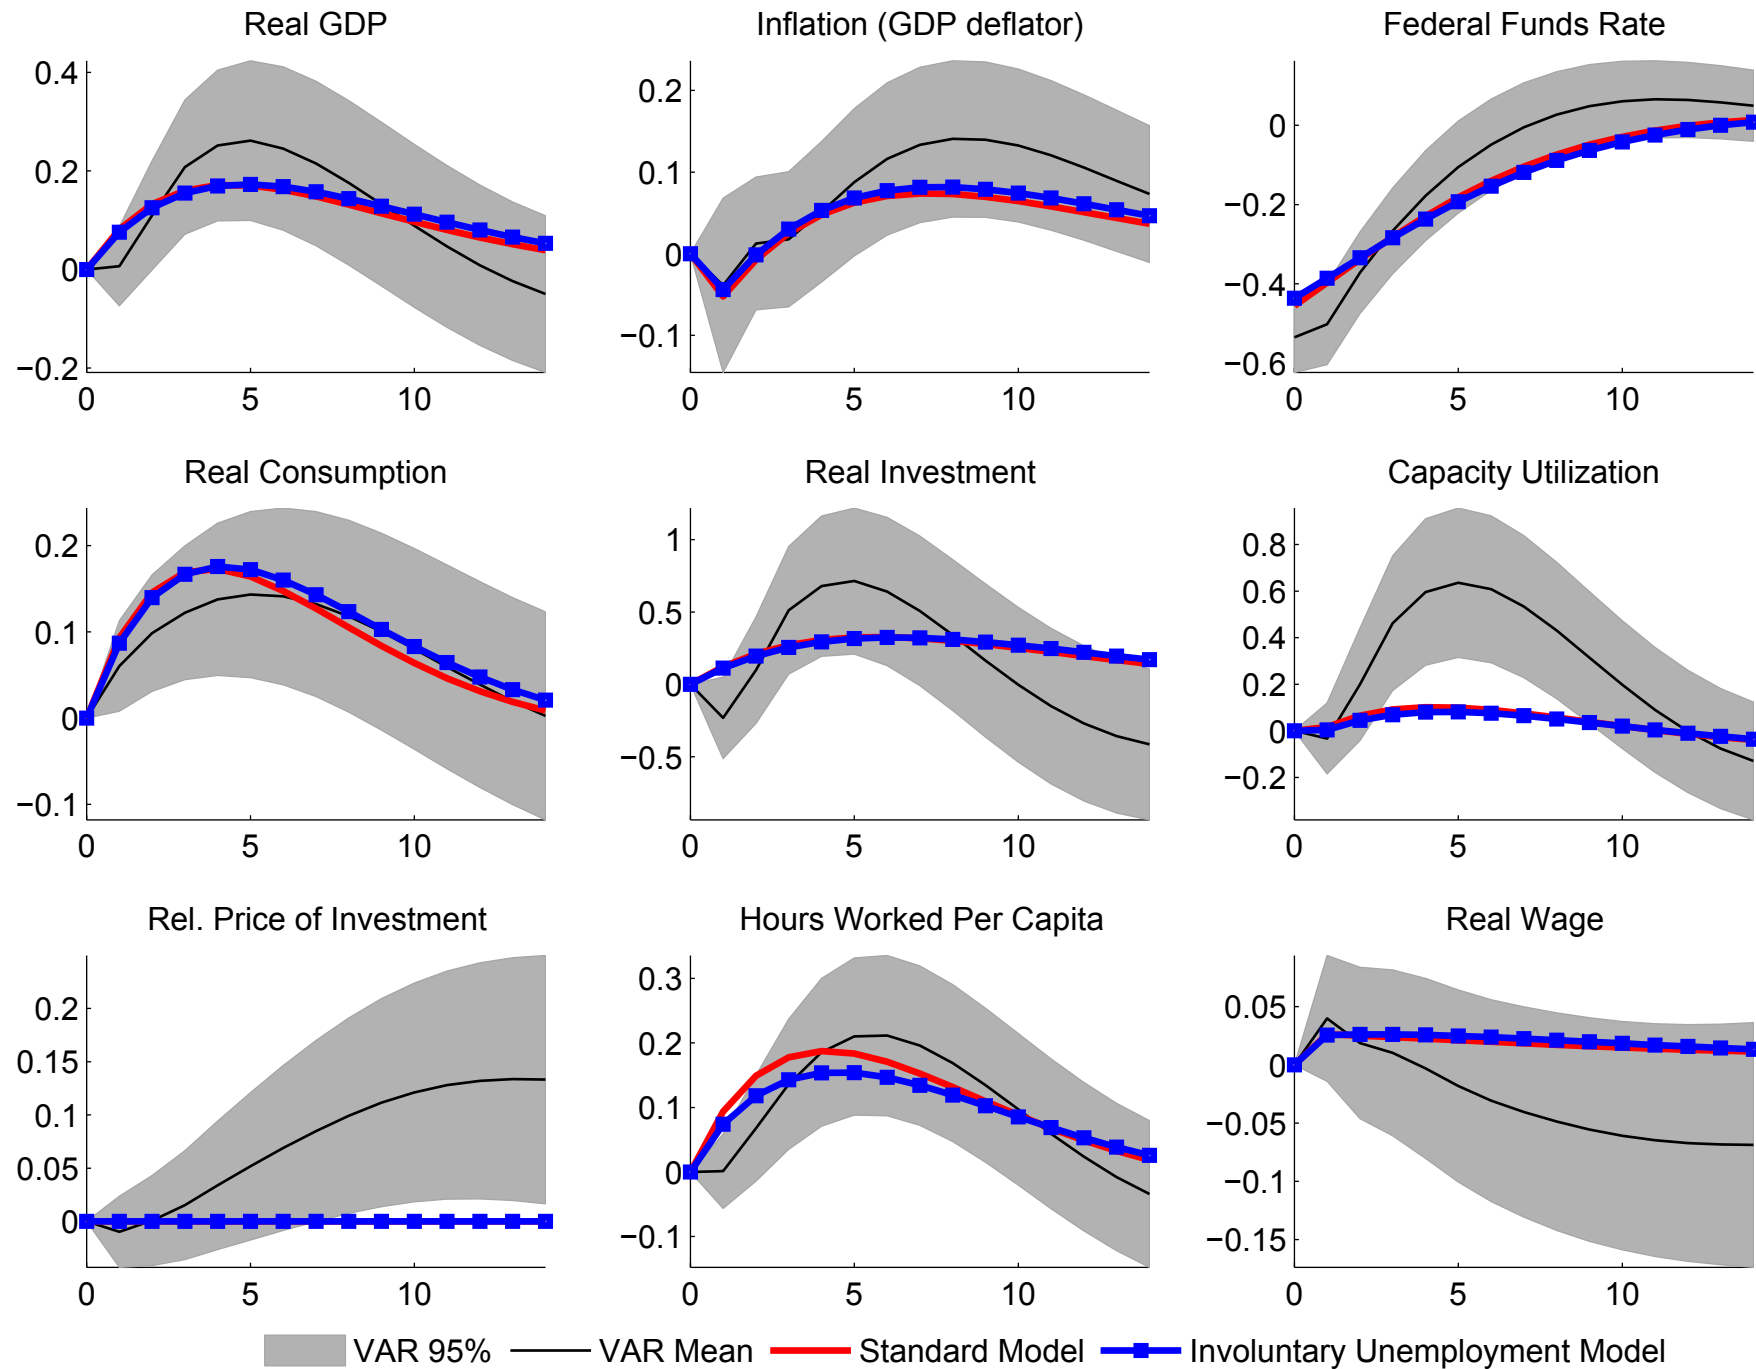 Real GDP
Inflation (GDP deflator)
Federal Funds Rate
0.4
0.2
0
−0.2
0 5 10
0.2
0.1
0
−0.1
0 5 10
0
−0.2
−0.4
−0.6
0 5 10
Real Consumption
Real Investment
Capacity Utilization
0.2
0.1
0
−0.1
0 5 10
1
0.5
0
−0.5
0 5 10
0.8
0.6
0.4
0.2
0
−0.2
0 5 10
Rel. Price of Investment
Hours Worked Per Capita
Real Wage
0.2
0.15
0.1
0.05
0
0 5 10
0.3
0.2
0.1
0
−0.1
0 5 10
0.05
0
−0.05
−0.1
−0.15
0 5 10
VAR 95% VAR Mean Standard Model Involuntary Unemployment Model